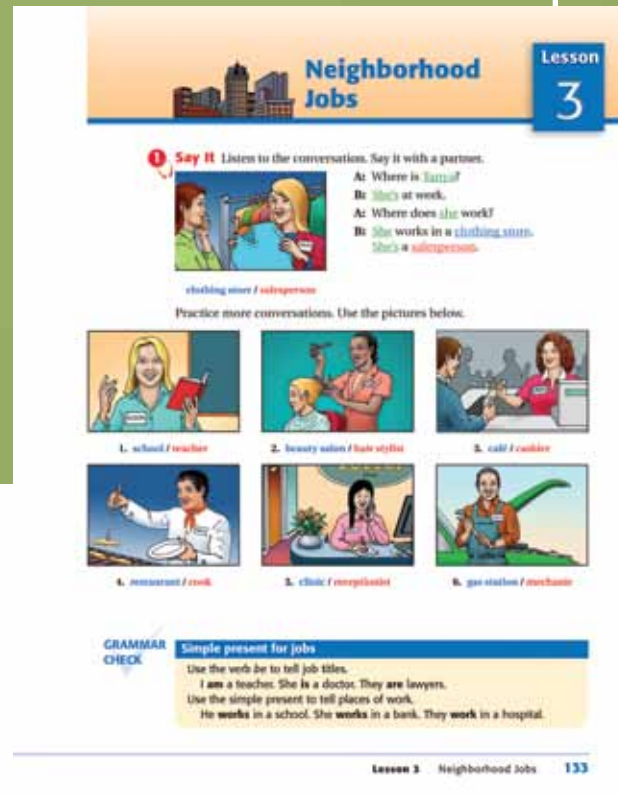 Neighborhood
Jobs
Lesson
3
1 Say It Listen to the conversation. Say it with a partner.
A: Where is Tanya?
B: She's at work.
A: Where does she work?
B: She works in a clothing store.
She's a salesperson.
clothing store / salesperson
Practice more conversations. Use the pictures below.
1. school / teacher
2. beauty salon / hair stylist
3. café / cashier
4. restaurant / cook
5. clinic / receptionist
6. gas station / mechanic
GRAMMAR
CHECK
Simple present for jobs
Use the verb be to tell job titles.
I am a teacher. She is a doctor. They are lawyers.
Use the simple present to tell places of work.
He works in a school. She works in a bank. They work in a hospital.
Lesson 3 Neighborhood Jobs 133